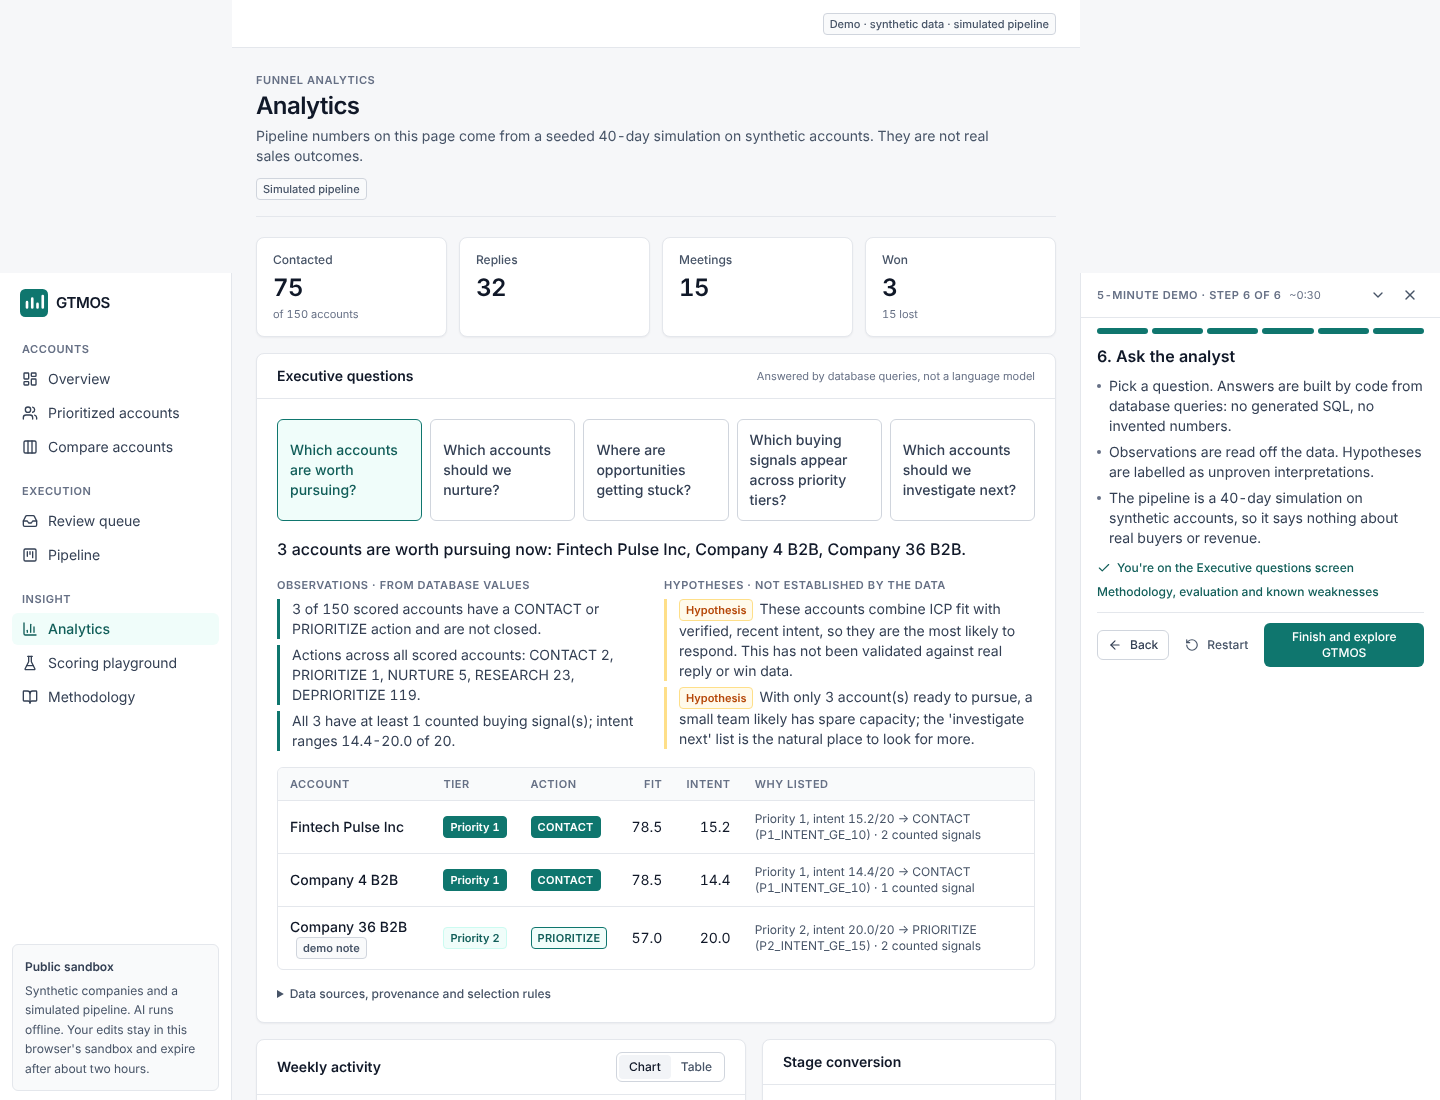 Demo · synthetic data · simulated pipeline
FUNNEL ANALYTICS
Analytics
Pipeline numbers on this page come from a seeded 40-day simulation on synthetic accounts. They are not real
sales outcomes.
Simulated pipeline
Contacted
75
of 150 accounts
Replies
32
Meetings
15
Won
3
15 lost
GTMOS
ACCOUNTS
Overview
Prioritized accounts
Compare accounts
EXECUTION
Review queue
Pipeline
INSIGHT
Analytics
Scoring playground
Methodology
Public sandbox
Synthetic companies and a
simulated pipeline. AI runs
offline. Your edits stay in this
browser's sandbox and expire
after about two hours.
Executive questions
Answered by database queries, not a language model
Which accounts
are worth
pursuing?
Which accounts
should we
nurture?
Where are
opportunities
getting stuck?
Which buying
signals appear
across priority
tiers?
Which accounts
should we
investigate next?
3 accounts are worth pursuing now: Fintech Pulse Inc, Company 4 B2B, Company 36 B2B.
OBSERVATIONS · FROM DATABASE VALUES
3 of 150 scored accounts have a CONTACT or
PRIORITIZE action and are not closed.
Actions across all scored accounts: CONTACT 2,
PRIORITIZE 1, NURTURE 5, RESEARCH 23,
DEPRIORITIZE 119.
All 3 have at least 1 counted buying signal(s); intent
ranges 14.4-20.0 of 20.
HYPOTHESES · NOT ESTABLISHED BY THE DATA
Hypothesis These accounts combine ICP fit with
verified, recent intent, so they are the most likely to
respond. This has not been validated against real
reply or win data.
Hypothesis With only 3 account(s) ready to pursue, a
small team likely has spare capacity; the 'investigate
next' list is the natural place to look for more.
ACCOUNT TIER ACTION FIT INTENT WHY LISTED
Fintech Pulse Inc Priority 1 CONTACT 78.5 15.2 Priority 1, intent 15.2/20 → CONTACT
(P1_INTENT_GE_10) · 2 counted signals
Company 4 B2B Priority 1 CONTACT 78.5 14.4 Priority 1, intent 14.4/20 → CONTACT
(P1_INTENT_GE_10) · 1 counted signal
Company 36 B2B demo note Priority 2 PRIORITIZE 57.0 20.0 Priority 2, intent 20.0/20 → PRIORITIZE
(P2_INTENT_GE_15) · 2 counted signals
Data sources, provenance and selection rules
Weekly activity
Chart Table
Stage conversion
5-MINUTE DEMO · STEP 6 OF 6 ~0:30
6. Ask the analyst
• Pick a question. Answers are built by code from
database queries: no generated SQL, no
invented numbers.
• Observations are read off the data. Hypotheses
are labelled as unproven interpretations.
• The pipeline is a 40-day simulation on
synthetic accounts, so it says nothing about
real buyers or revenue.
You're on the Executive questions screen
Methodology, evaluation and known weaknesses
Back
Restart
Finish and explore
GTMOS